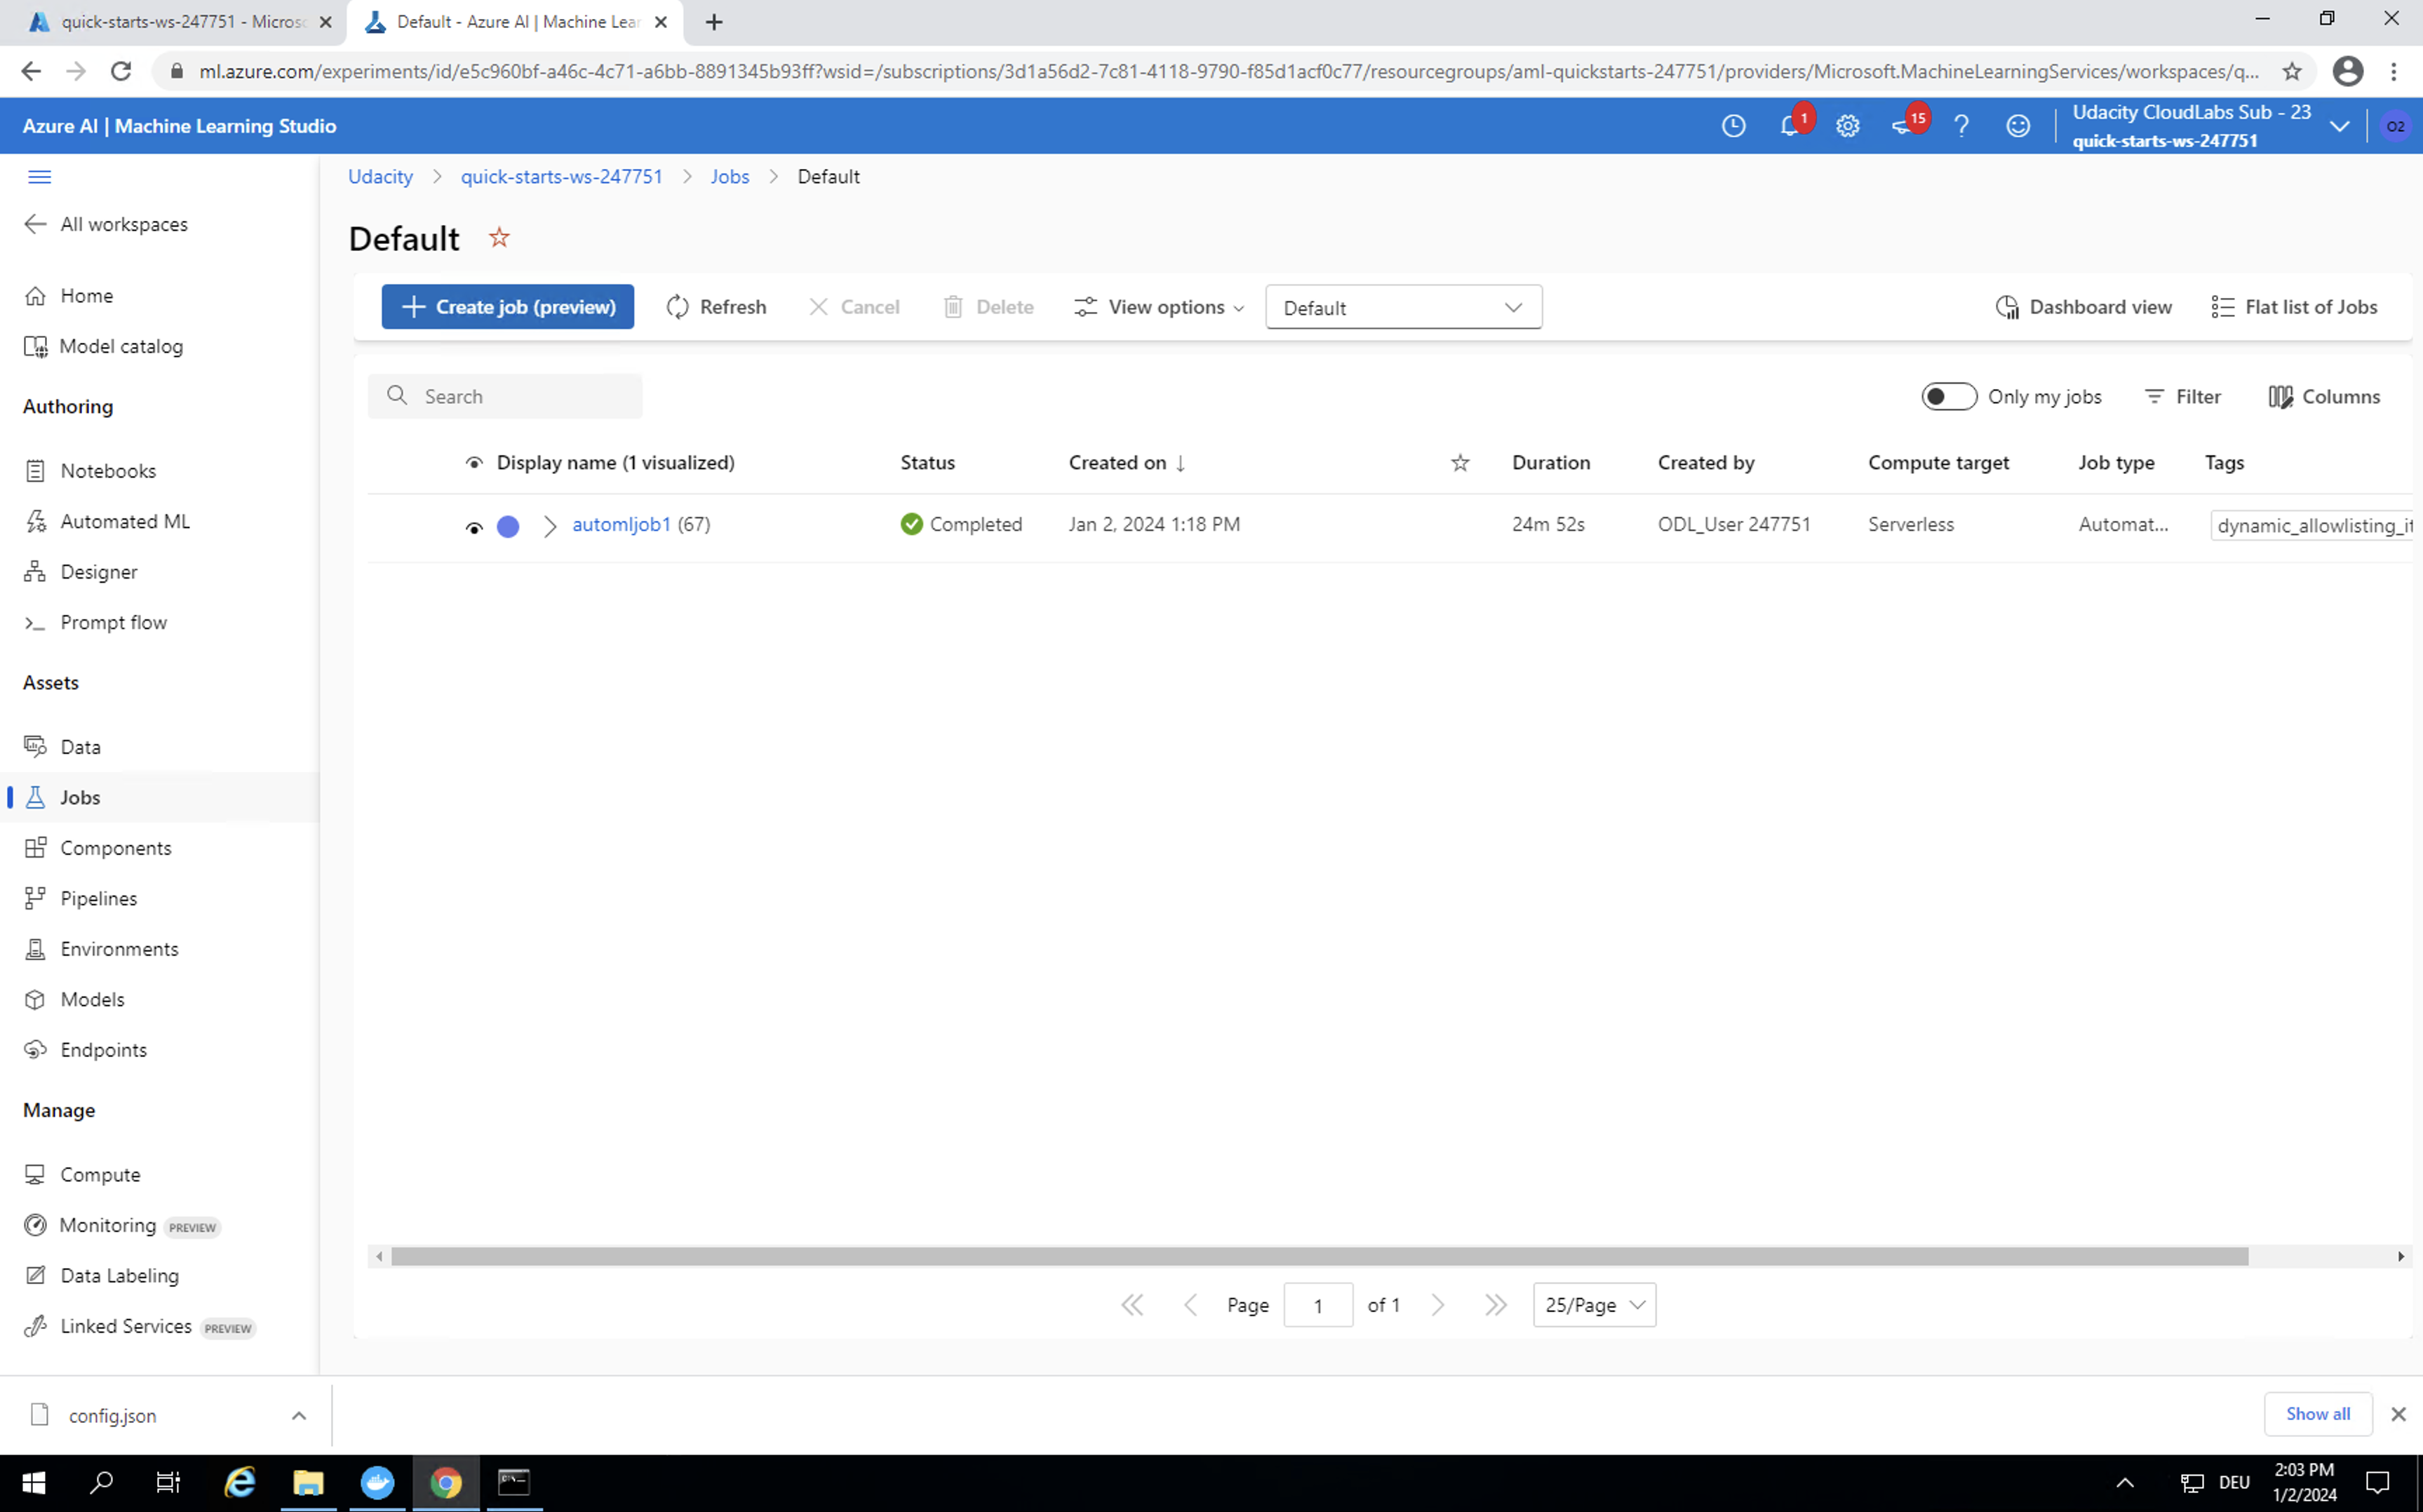 quick-starts-ws-247751 - Micros
Default - Azure AI | Machine Lear
ml.azure.com/experiments/id/e5c960bf-a46c-4c71-a6bb-8891345b93ff?wsid=/subscriptions/3d1a56d2-7c81-4118-9790-f85d1acf0c77/resourcegroups/aml-quickstarts-247751/providers/Microsoft.MachineLearningServices/workspaces/q...
Azure AI | Machine Learning Studio
1
15
Udacity CloudLabs Sub - 23
quick-starts-ws-247751
O2
All workspaces
Home
Model catalog
Authoring
Notebooks
Automated ML
Designer
Prompt flow
Assets
Data
Jobs
Components
Pipelines
Environments
Models
Endpoints
Manage
Compute
Monitoring PREVIEW
Data Labeling
Linked Services PREVIEW
Udacity > quick-starts-ws-247751 > Jobs > Default
Default
Create job (preview) Refresh Cancel Delete View options Default Dashboard view Flat list of Jobs
Search Only my jobs Filter Columns
Display name (1 visualized) Status Created on Duration Created by Compute target Job type Tags
automljob1 (67) Completed Jan 2, 2024 1:18 PM 24m 52s ODL_User 247751 Serverless Automat... dynamic_allowlisting_it
Page 1 of 1 25/Page
config.json
Show all
DEU
2:03 PM
1/2/2024